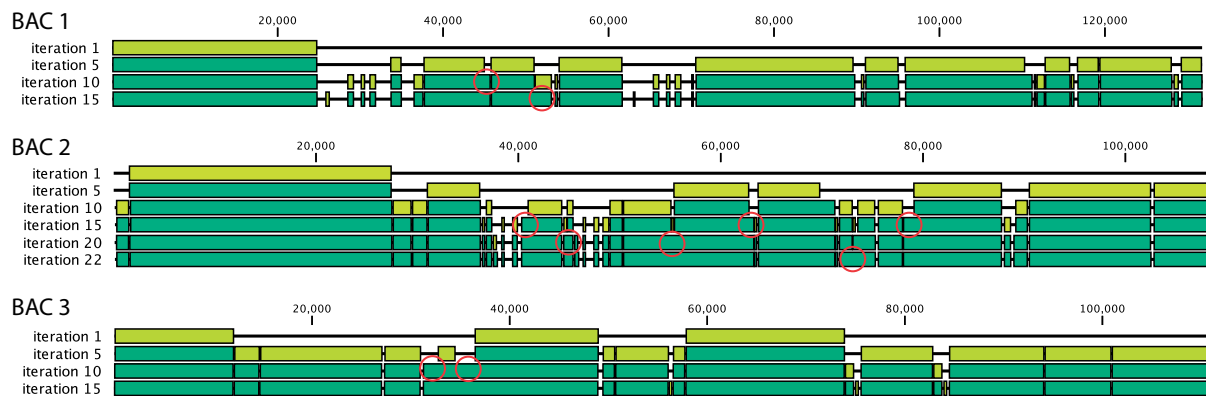 BAC 1
20,000 40,000 60,000 80,000 100,000 120,000
iteration 1
iteration 5
iteration 10
iteration 15
BAC 2
20,000 40,000 60,000 80,000 100,000
iteration 1
iteration 5
iteration 10
iteration 15
iteration 20
iteration 22
BAC 3
20,000 40,000 60,000 80,000 100,000
iteration 1
iteration 5
iteration 10
iteration 15